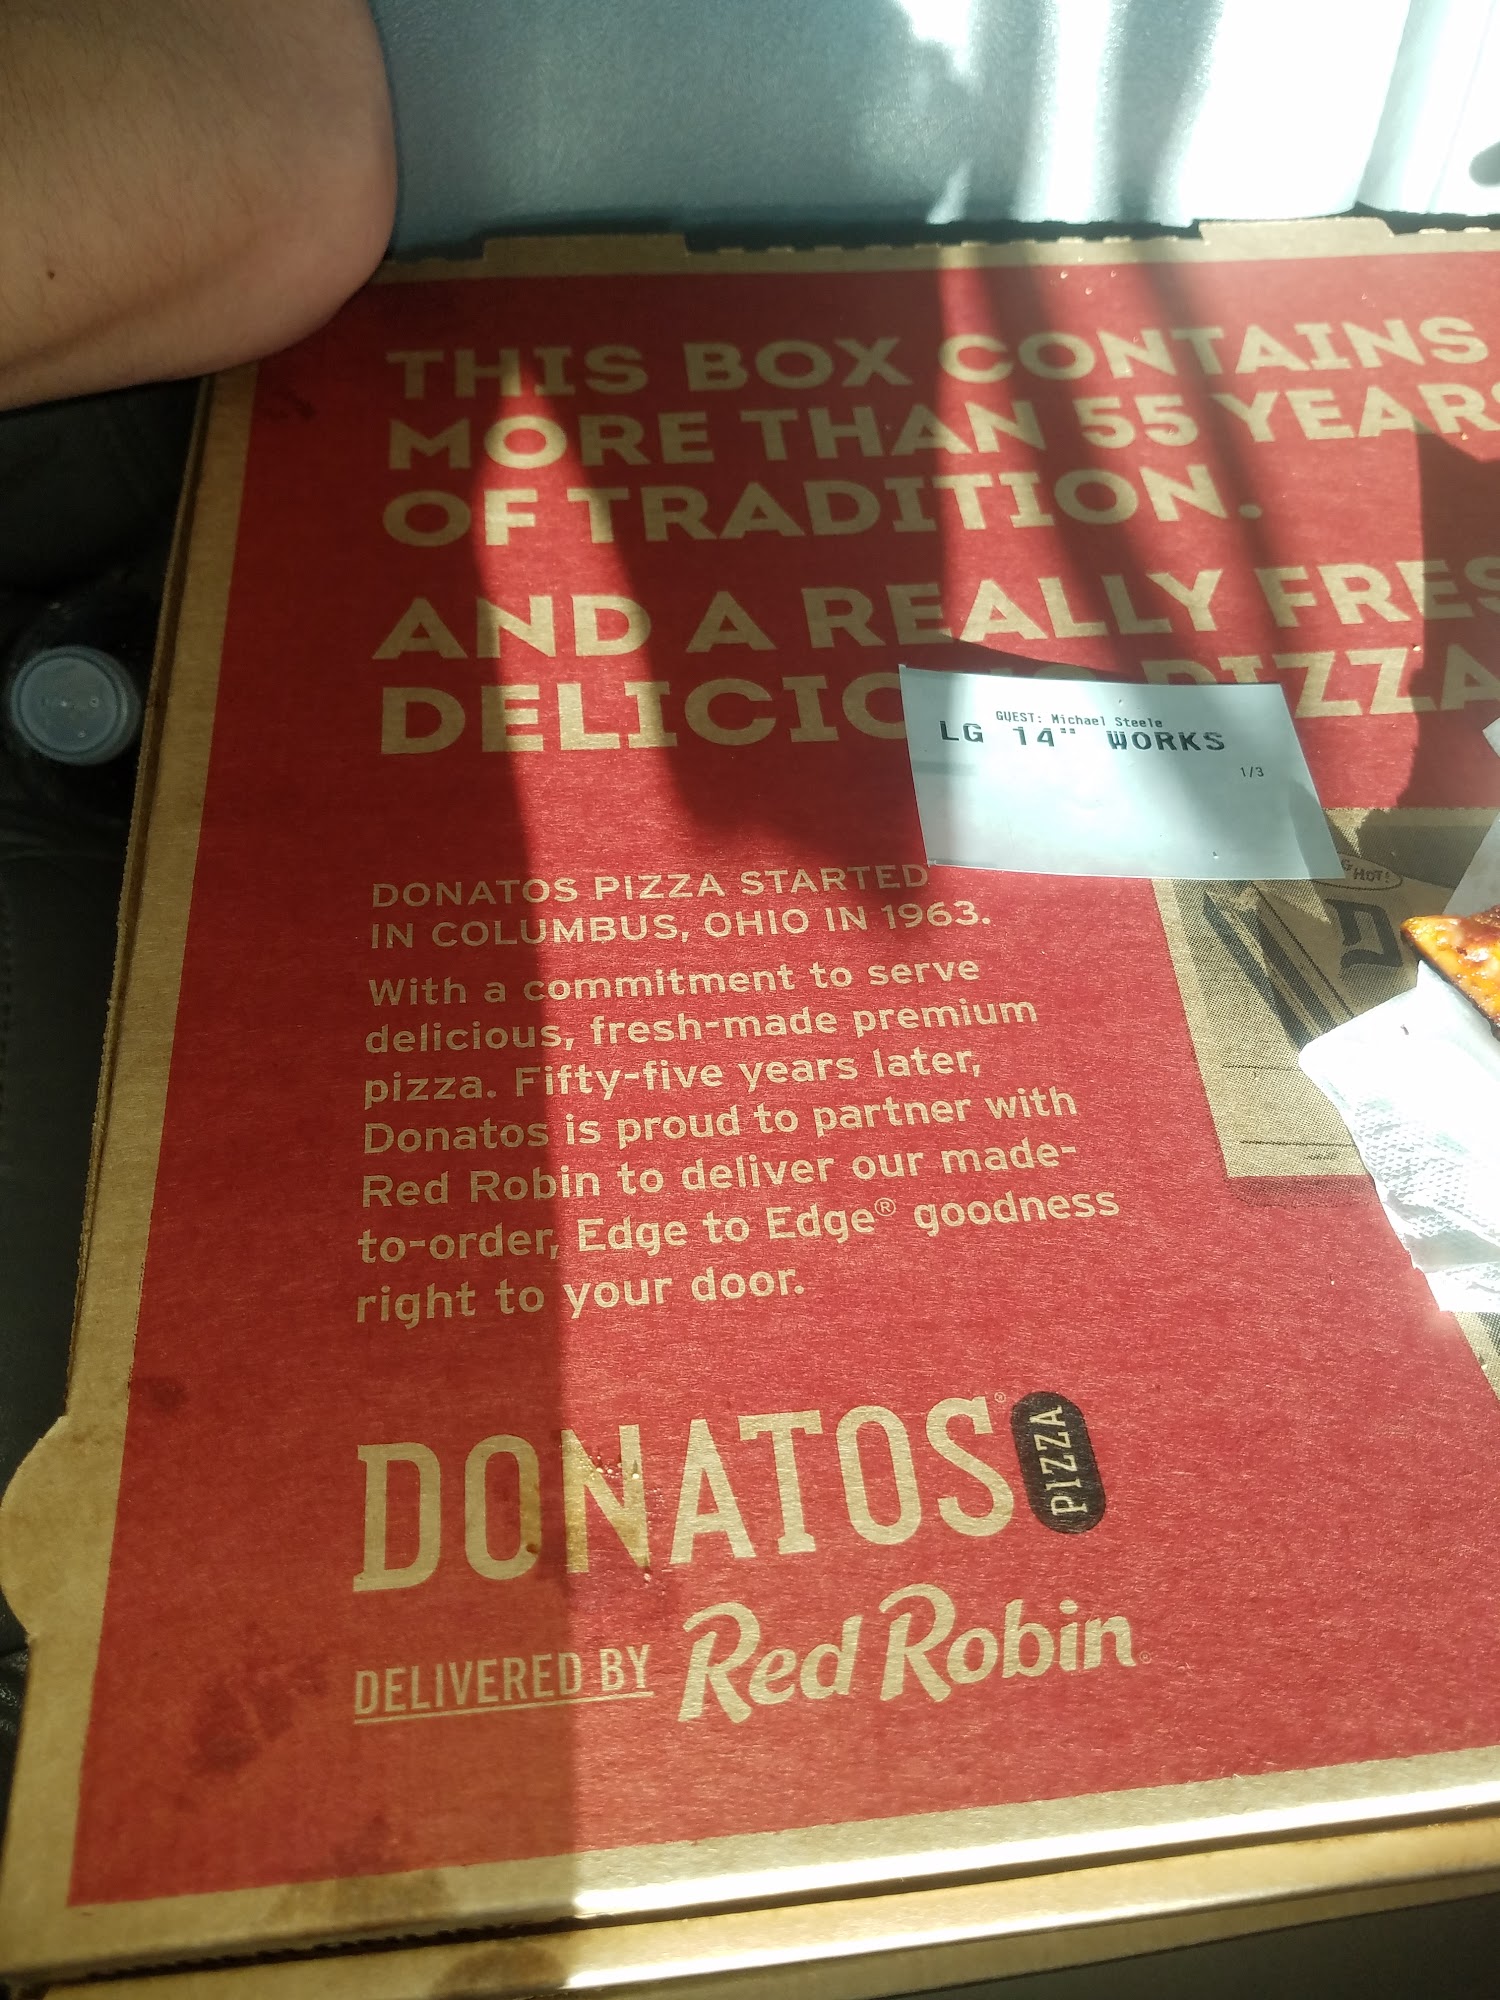 THIS BOX CONTAINS
MORE THAN 55 YEARS
OF TRADITION.
AND A REALLY
PIZZA
GUEST: Michael Steele
LG 14" WORKS
1/3
DONATOS PIZZA STARTED
IN COLUMBUS, OHIO IN 1963.
With a commitment to serve
delicious, fresh-made premium
pizza. Fifty-five years later,
Donatos is proud to partner with
Red Robin to deliver our made-
to-order, Edge to Edge® goodness
right to your door.
HOT!
D
DONATOS® PIZZA
DELIVERED BY Red Robin®